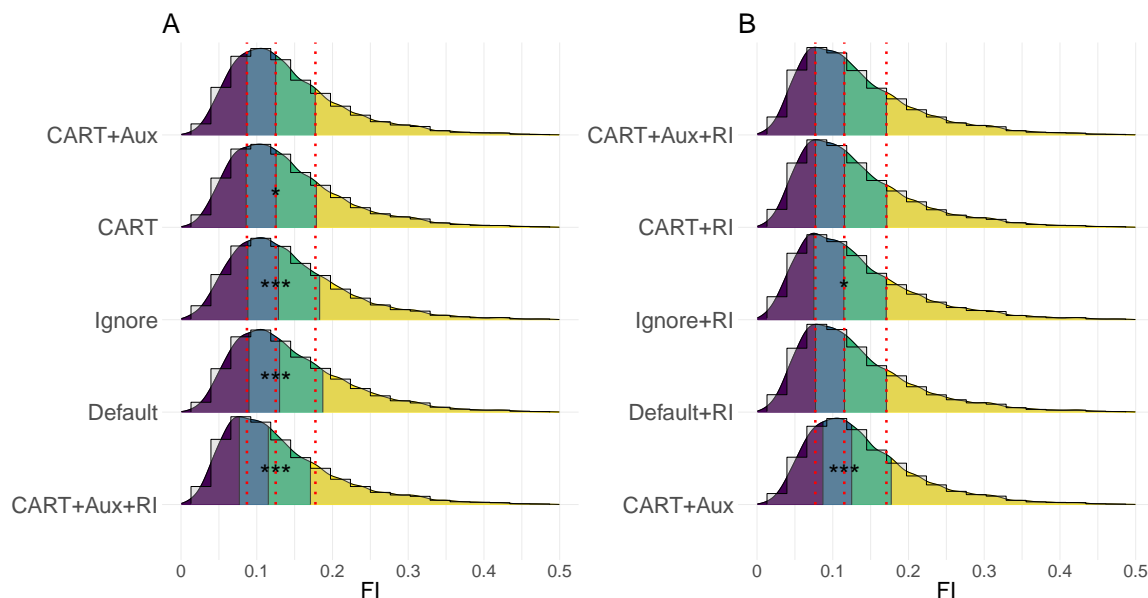 A
CART+Aux
CART
*
Ignore
***
Default
***
CART+Aux+RI
***
0 0.1 0.2 0.3 0.4 0.5
FI
B
CART+Aux+RI
CART+RI
Ignore+RI
*
Default+RI
CART+Aux
***
0 0.1 0.2 0.3 0.4 0.5
FI